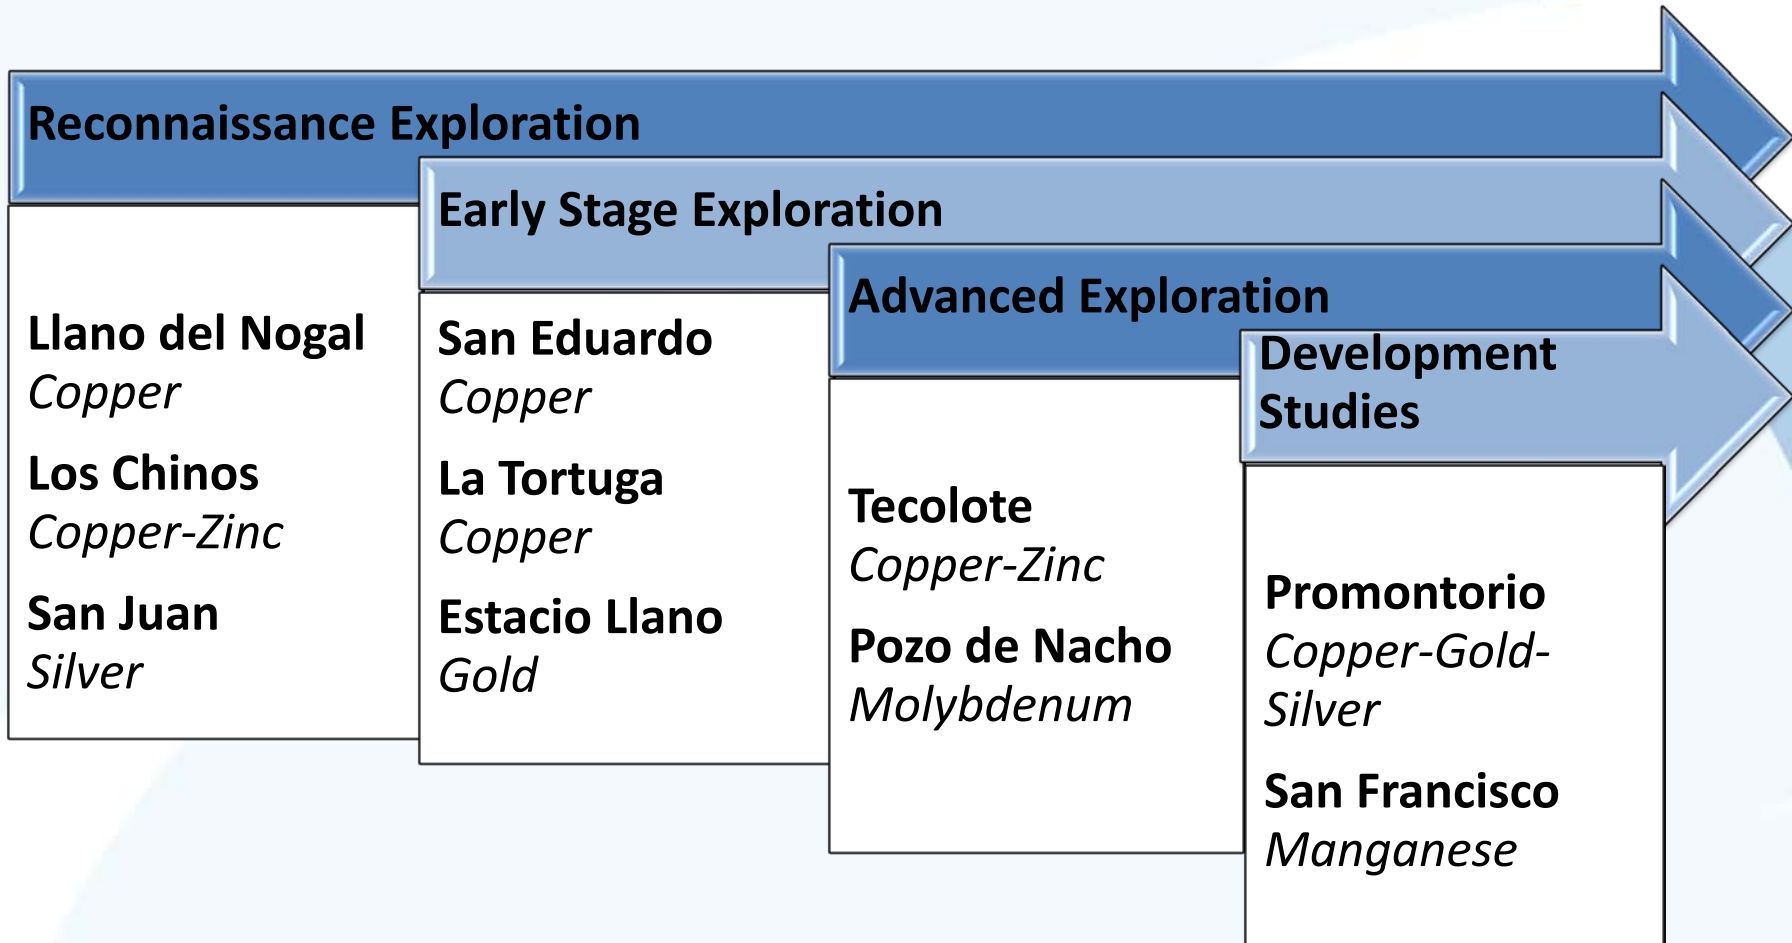 Reconnaissance Exploration
Llano del Nogal
Copper
Los Chinos
Copper-Zinc
San Juan
Silver
Early Stage Exploration
San Eduardo
Copper
La Tortuga
Copper
Estacio Llano
Gold
Advanced Exploration
Tecolote
Copper-Zinc
Pozo de Nacho
Molybdenum
Development
Studies
Promontorio
Copper-Gold-
Silver
San Francisco
Manganese